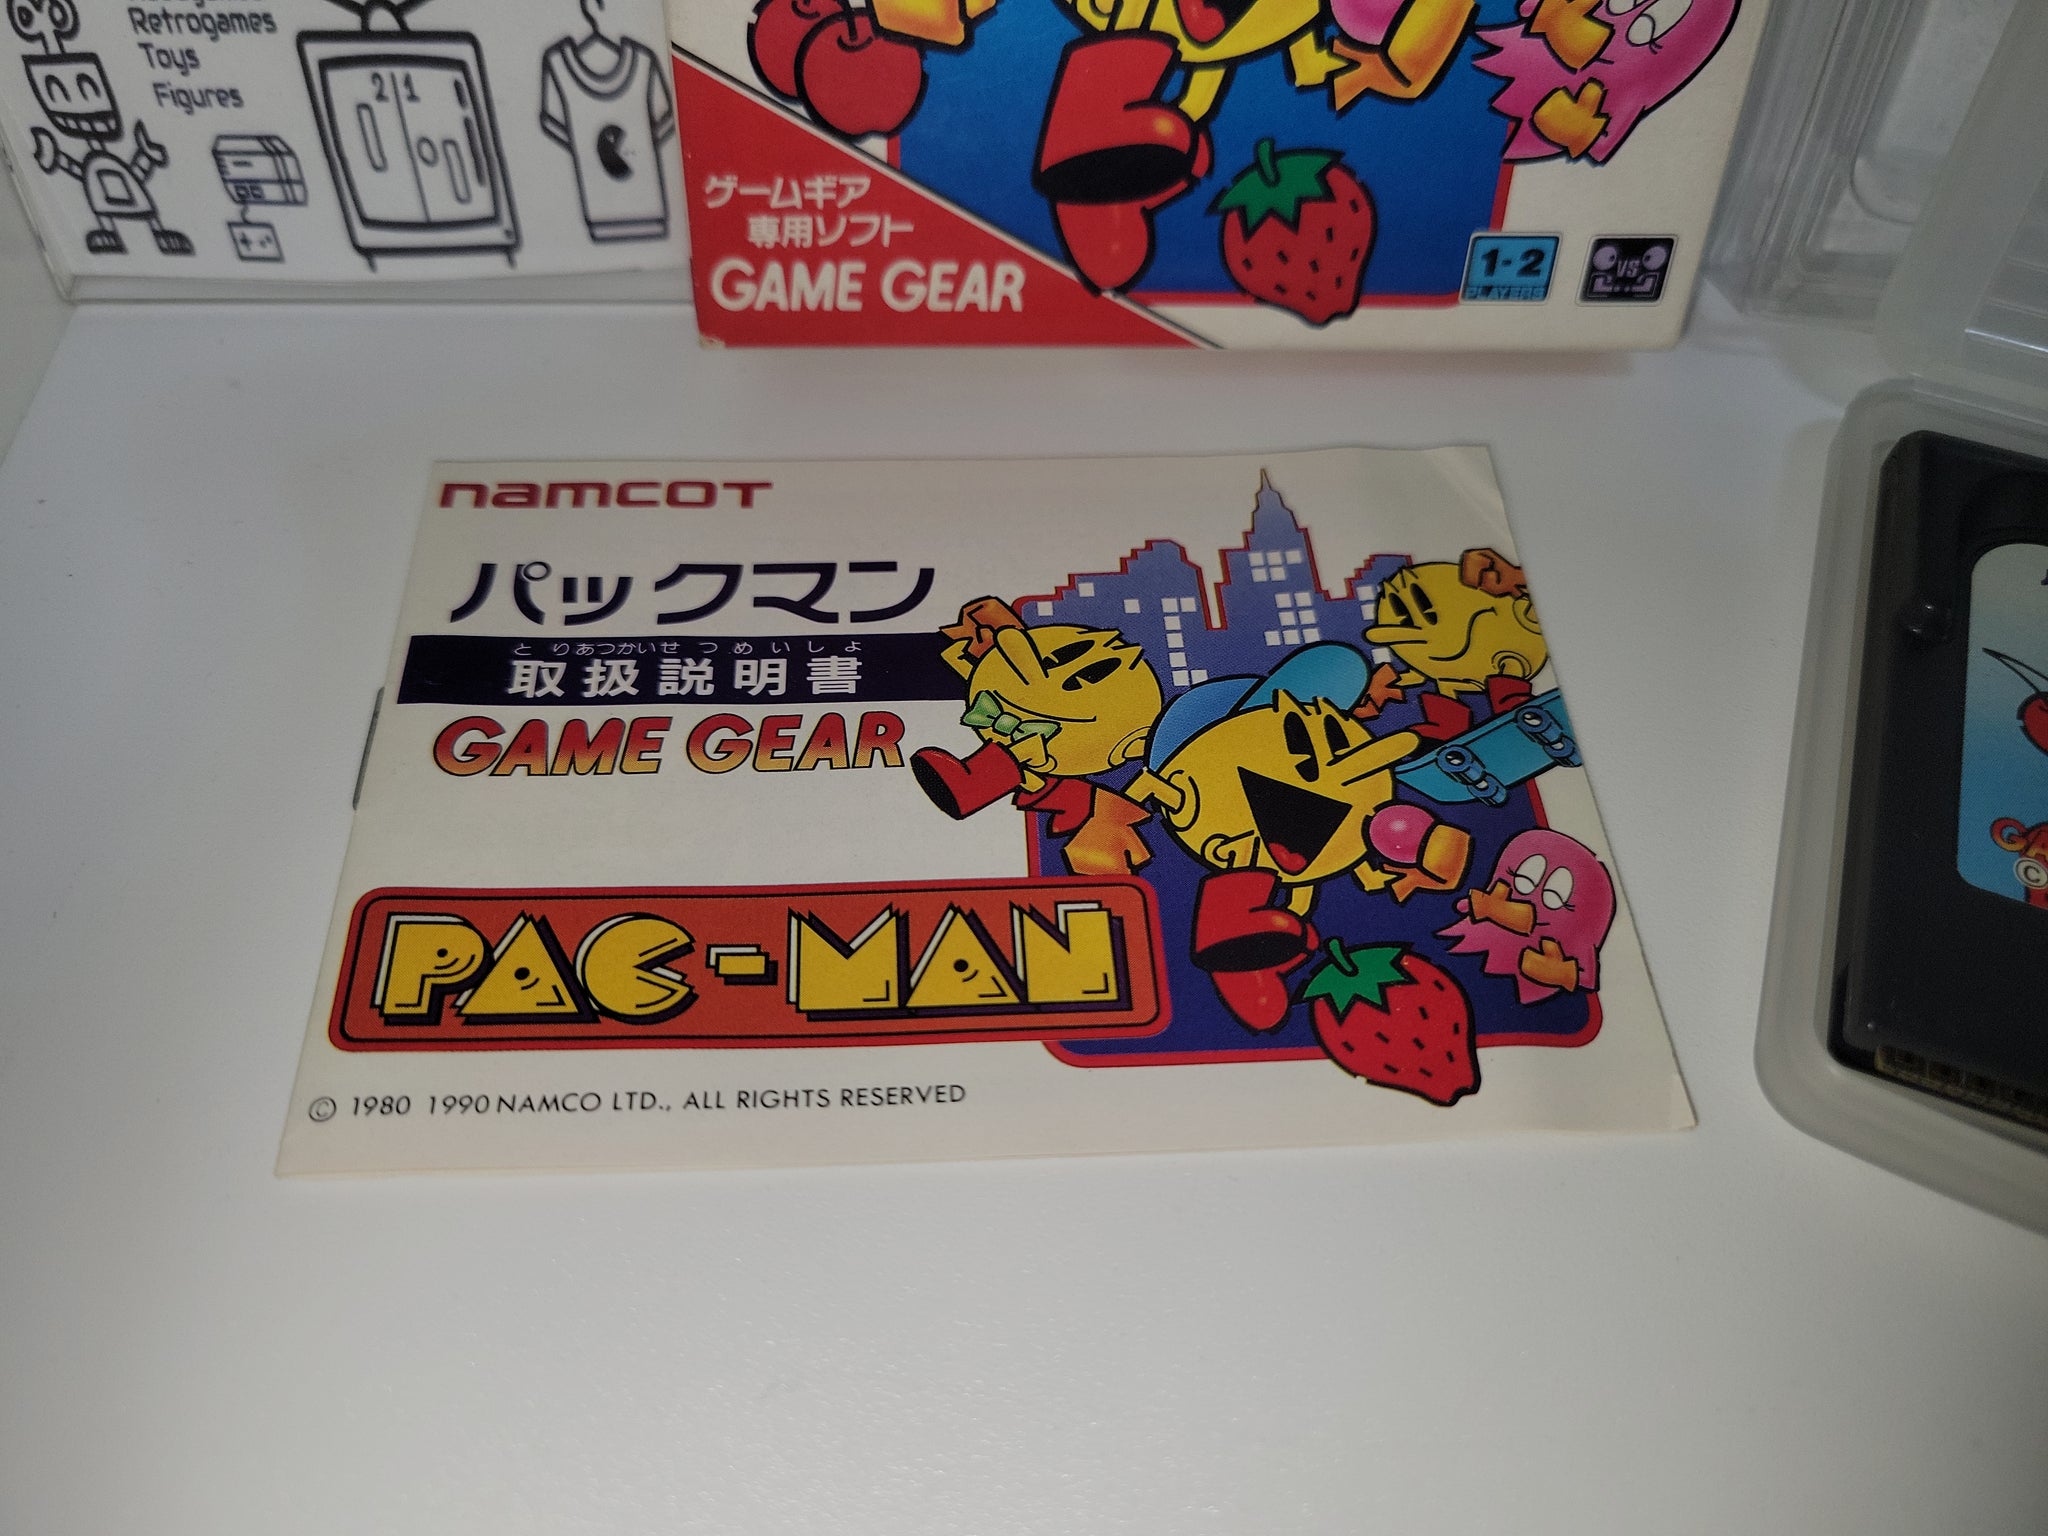 Retrogames
Toys
Figures
21
ゲームギア
専用ソフト
GAME GEAR
1-2
PLAYERS
VS
namcot
パックマン
とりあつかいせつめいしょ
取扱説明書
GAME GEAR
PAC-MAN
© 1980 1990 NAMCO LTD., ALL RIGHTS RESERVED
GA
©